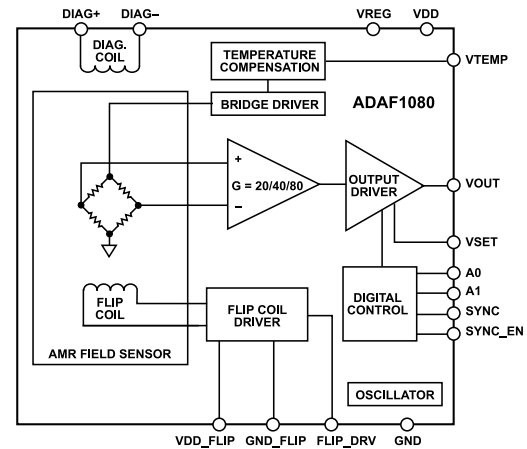 DIAG+
DIAG–
VREG
VDD
DIAG.
COIL
TEMPERATURE
COMPENSATION
VTEMP
BRIDGE DRIVER
ADAF1080
+
G = 20/40/80
–
OUTPUT
DRIVER
VOUT
VSET
FLIP
COIL
FLIP COIL
DRIVER
DIGITAL
CONTROL
A0
A1
SYNC
SYNC_EN
AMR FIELD SENSOR
OSCILLATOR
VDD_FLIP
GND_FLIP
FLIP_DRV
GND